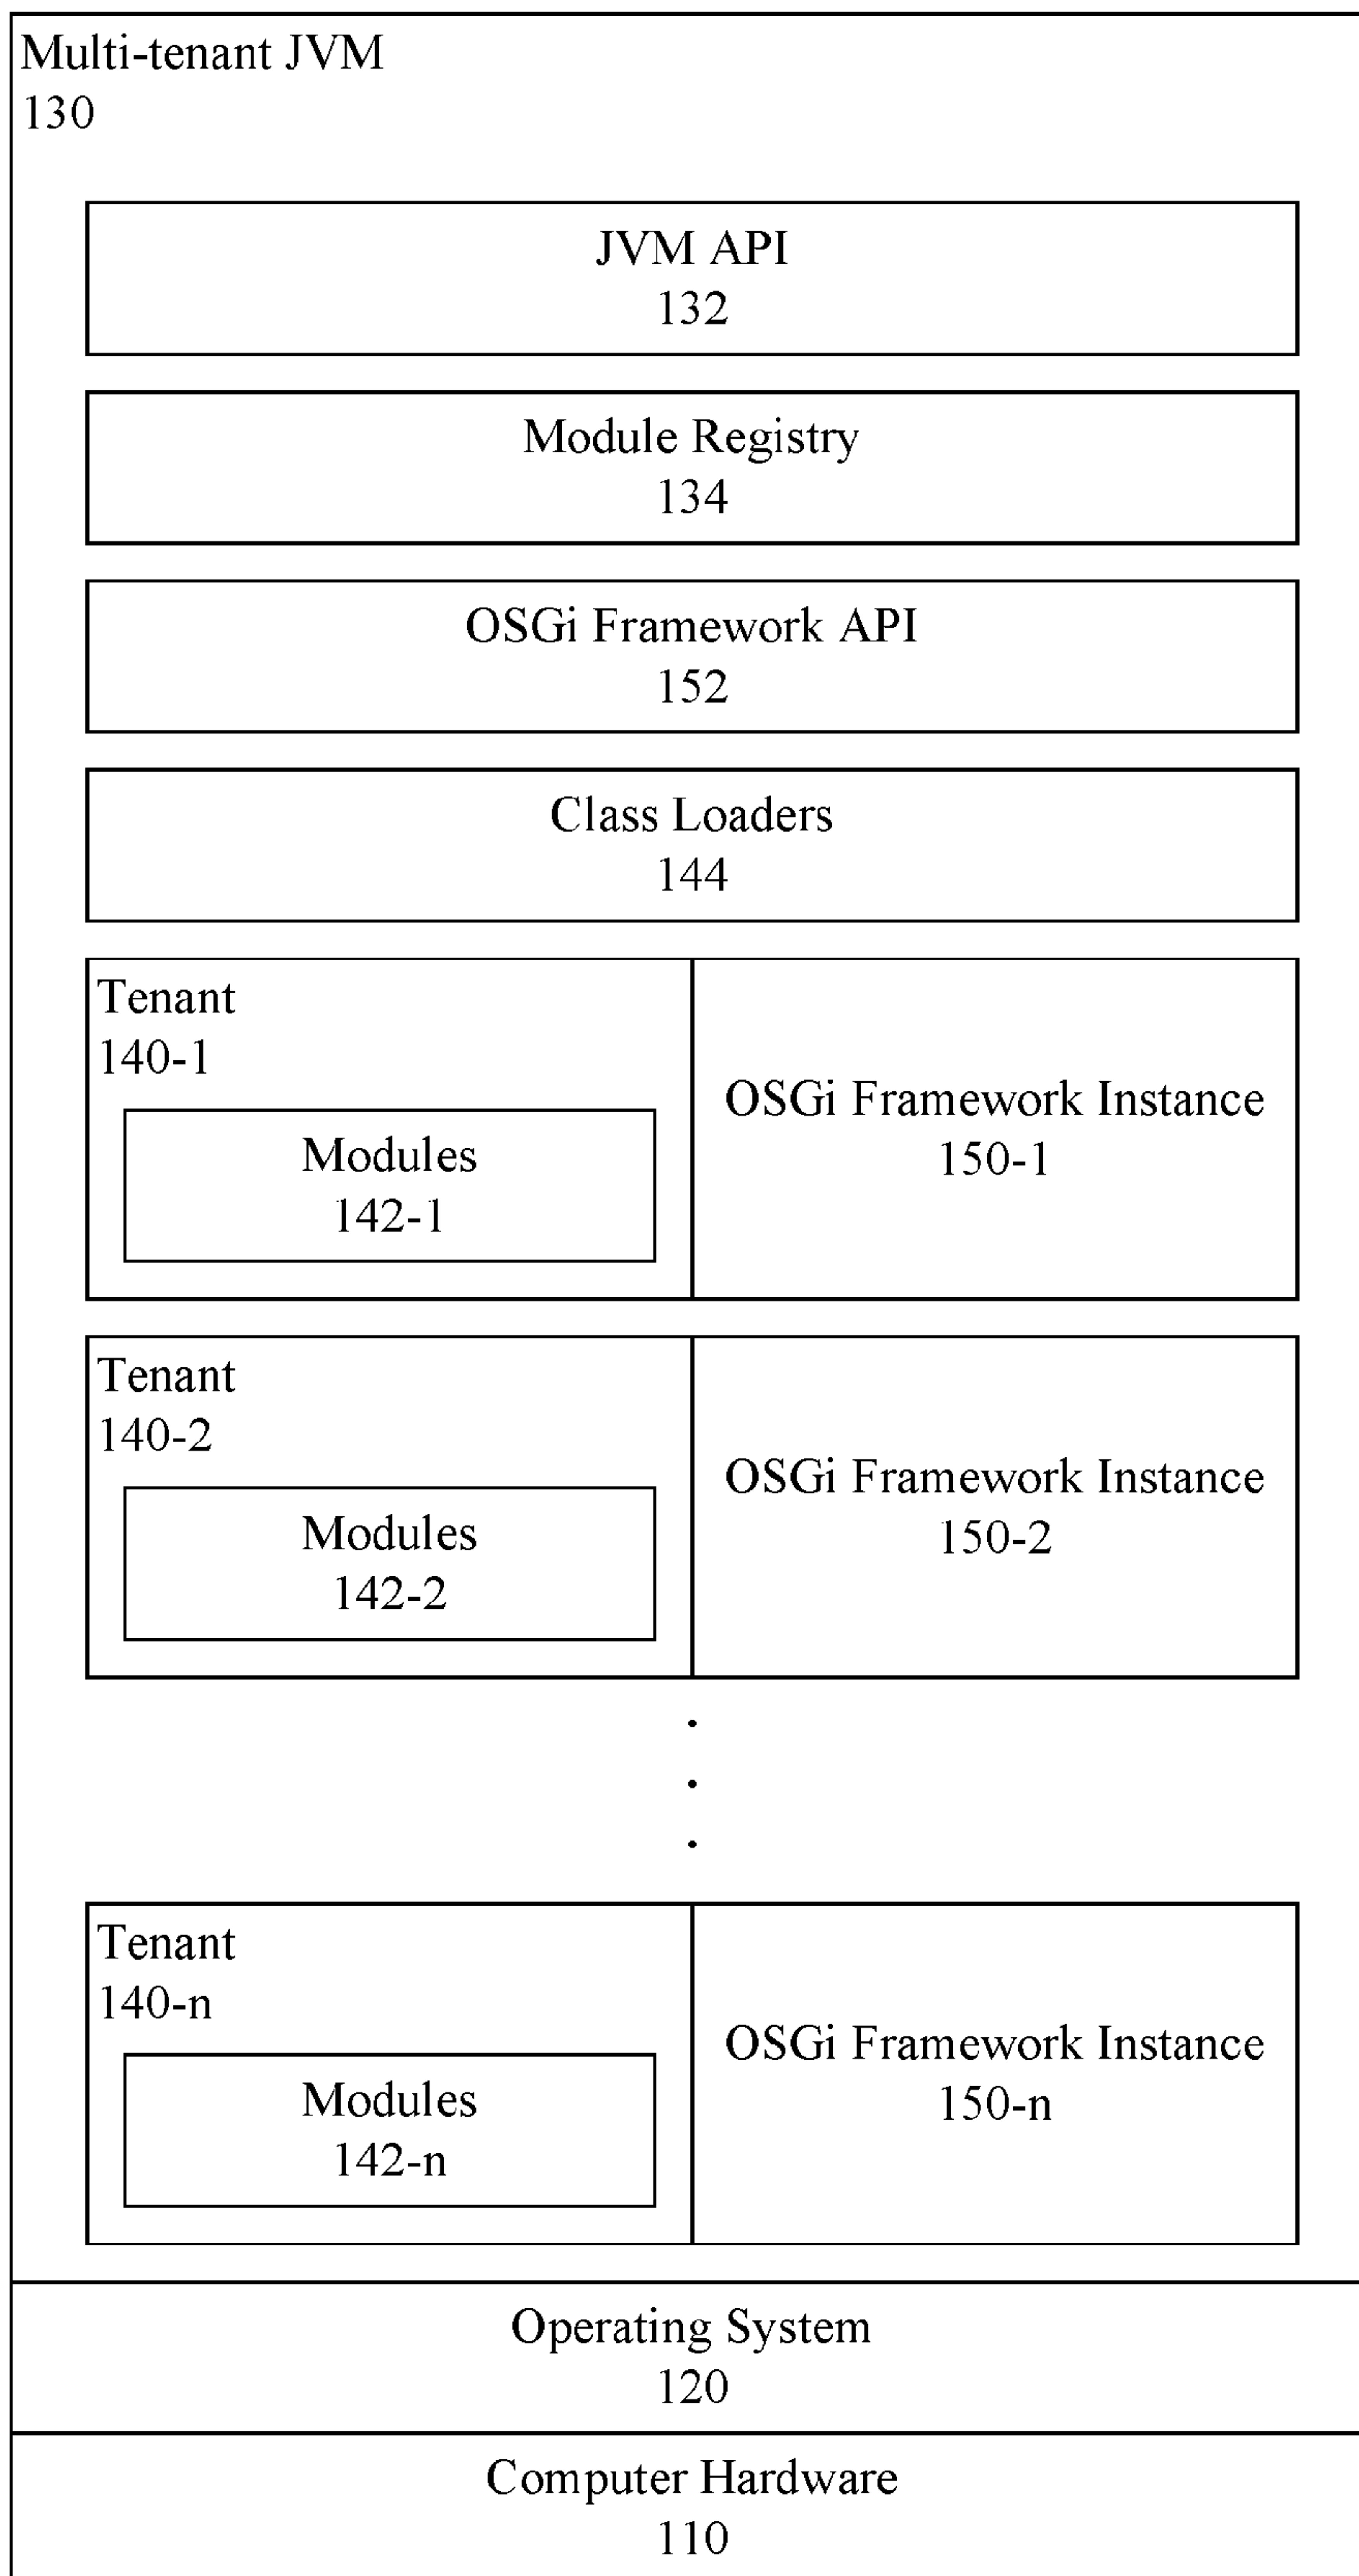 Multi-tenant JVM
130
JVM API
132
Module Registry
134
OSGi Framework API
152
Class Loaders
144
Tenant
140-1
Modules
142-1
OSGi Framework Instance
150-1
Tenant
140-2
Modules
142-2
OSGi Framework Instance
150-2
Tenant
140-n
Modules
142-n
OSGi Framework Instance
150-n
Operating System
120
Computer Hardware
110